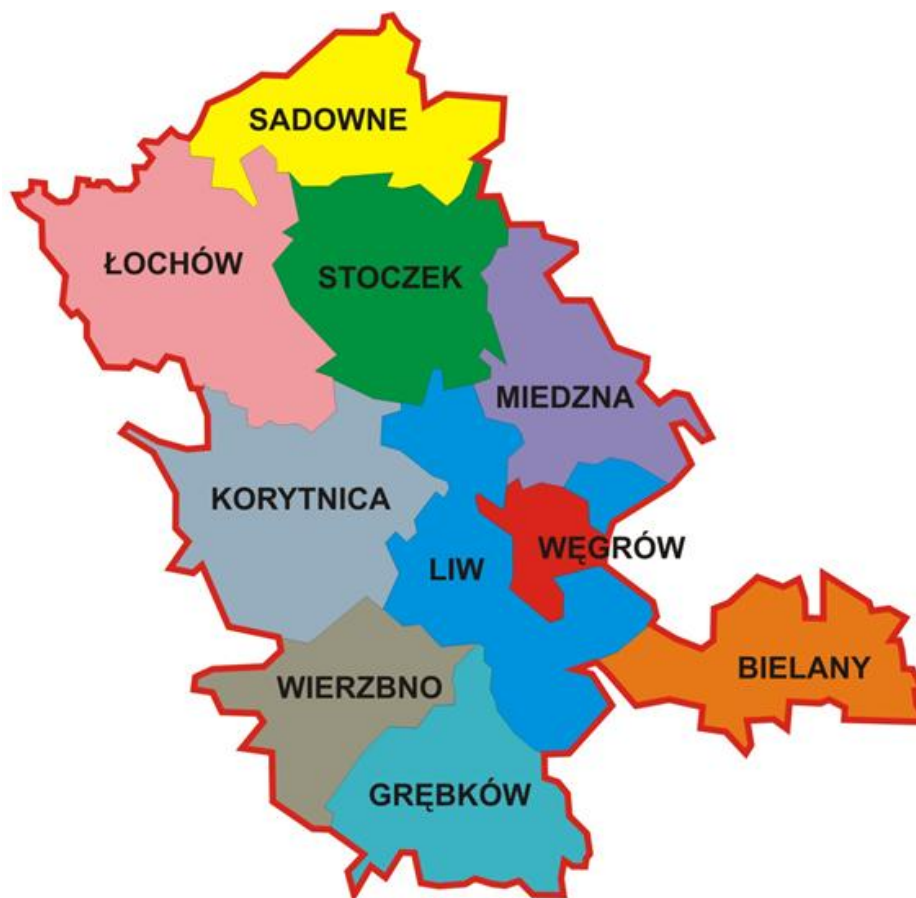 SADOWNE
ŁOCHÓW
STOCZEK
MIEDZNA
KORYTNICA
WĘGRÓW
LIW
BIELANY
WIERZBNO
GRĘBKÓW